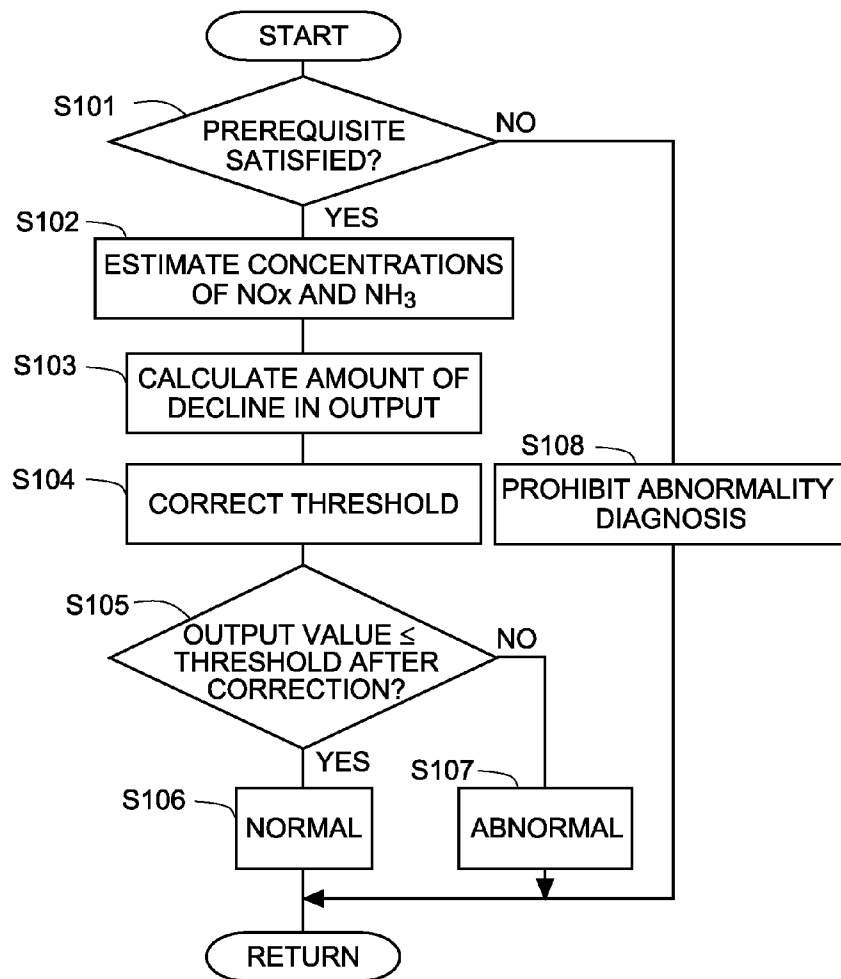 START
S101
PREREQUISITE
SATISFIED?
NO
YES
S102
ESTIMATE CONCENTRATIONS
OF NOx AND NH3
S103
CALCULATE AMOUNT OF
DECLINE IN OUTPUT
S104
CORRECT THRESHOLD
S108
PROHIBIT ABNORMALITY
DIAGNOSIS
S105
OUTPUT VALUE ≤
THRESHOLD AFTER
CORRECTION?
NO
YES
S106
NORMAL
S107
ABNORMAL
RETURN